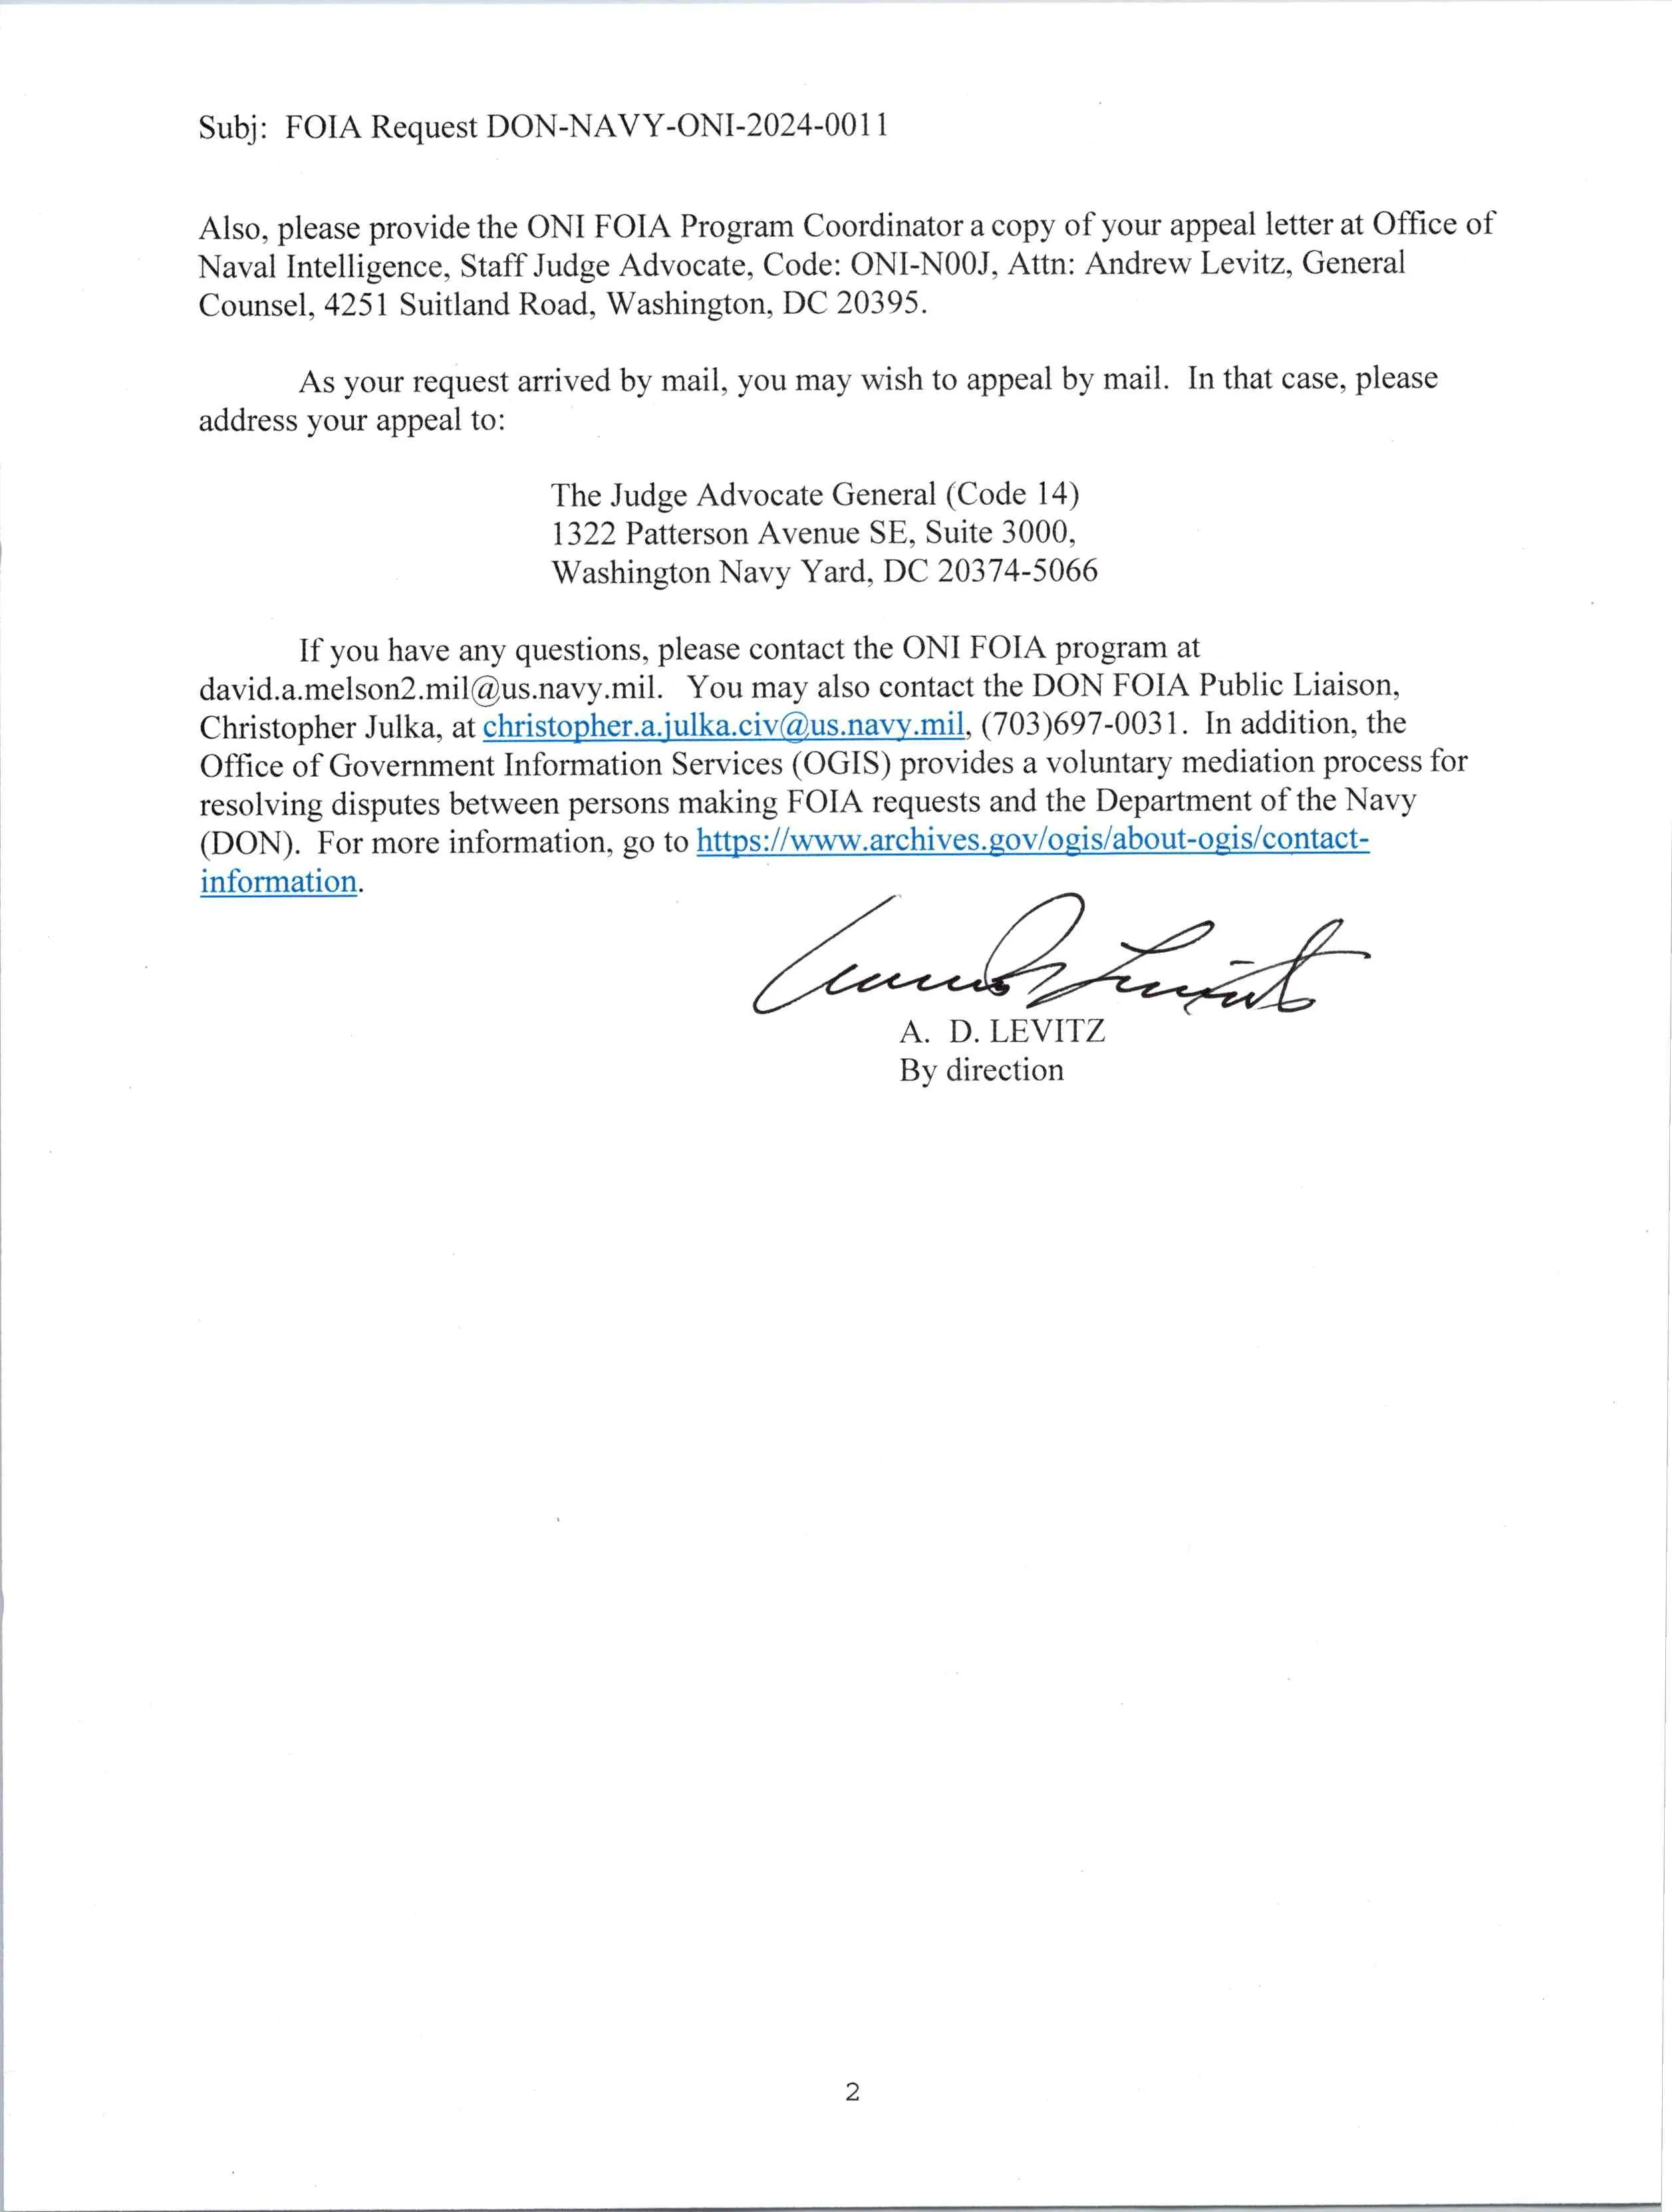 Subj: FOIA Request DON-NAVY-ONI-2024-0011
Also, please provide the ONI FOIA Program Coordinator a copy of your appeal letter at Office of
Naval Intelligence, Staff Judge Advocate, Code: ONI-N00J, Attn: Andrew Levitz, General
Counsel, 4251 Suitland Road, Washington, DC 20395.
As your request arrived by mail, you may wish to appeal by mail. In that case, please
address your appeal to:
The Judge Advocate General (Code 14)
1322 Patterson Avenue SE, Suite 3000,
Washington Navy Yard, DC 20374-5066
If you have any questions, please contact the ONI FOIA program at
david.a.melson2.mil@us.navy.mil. You may also contact the DON FOIA Public Liaison,
Christopher Julka, at christopher.a.julka.civ@us.navy.mil, (703)697-0031. In addition, the
Office of Government Information Services (OGIS) provides a voluntary mediation process for
resolving disputes between persons making FOIA requests and the Department of the Navy
(DON). For more information, go to https://www.archives.gov/ogis/about-ogis/contact-
information.
A. D. LEVITZ
By direction
2